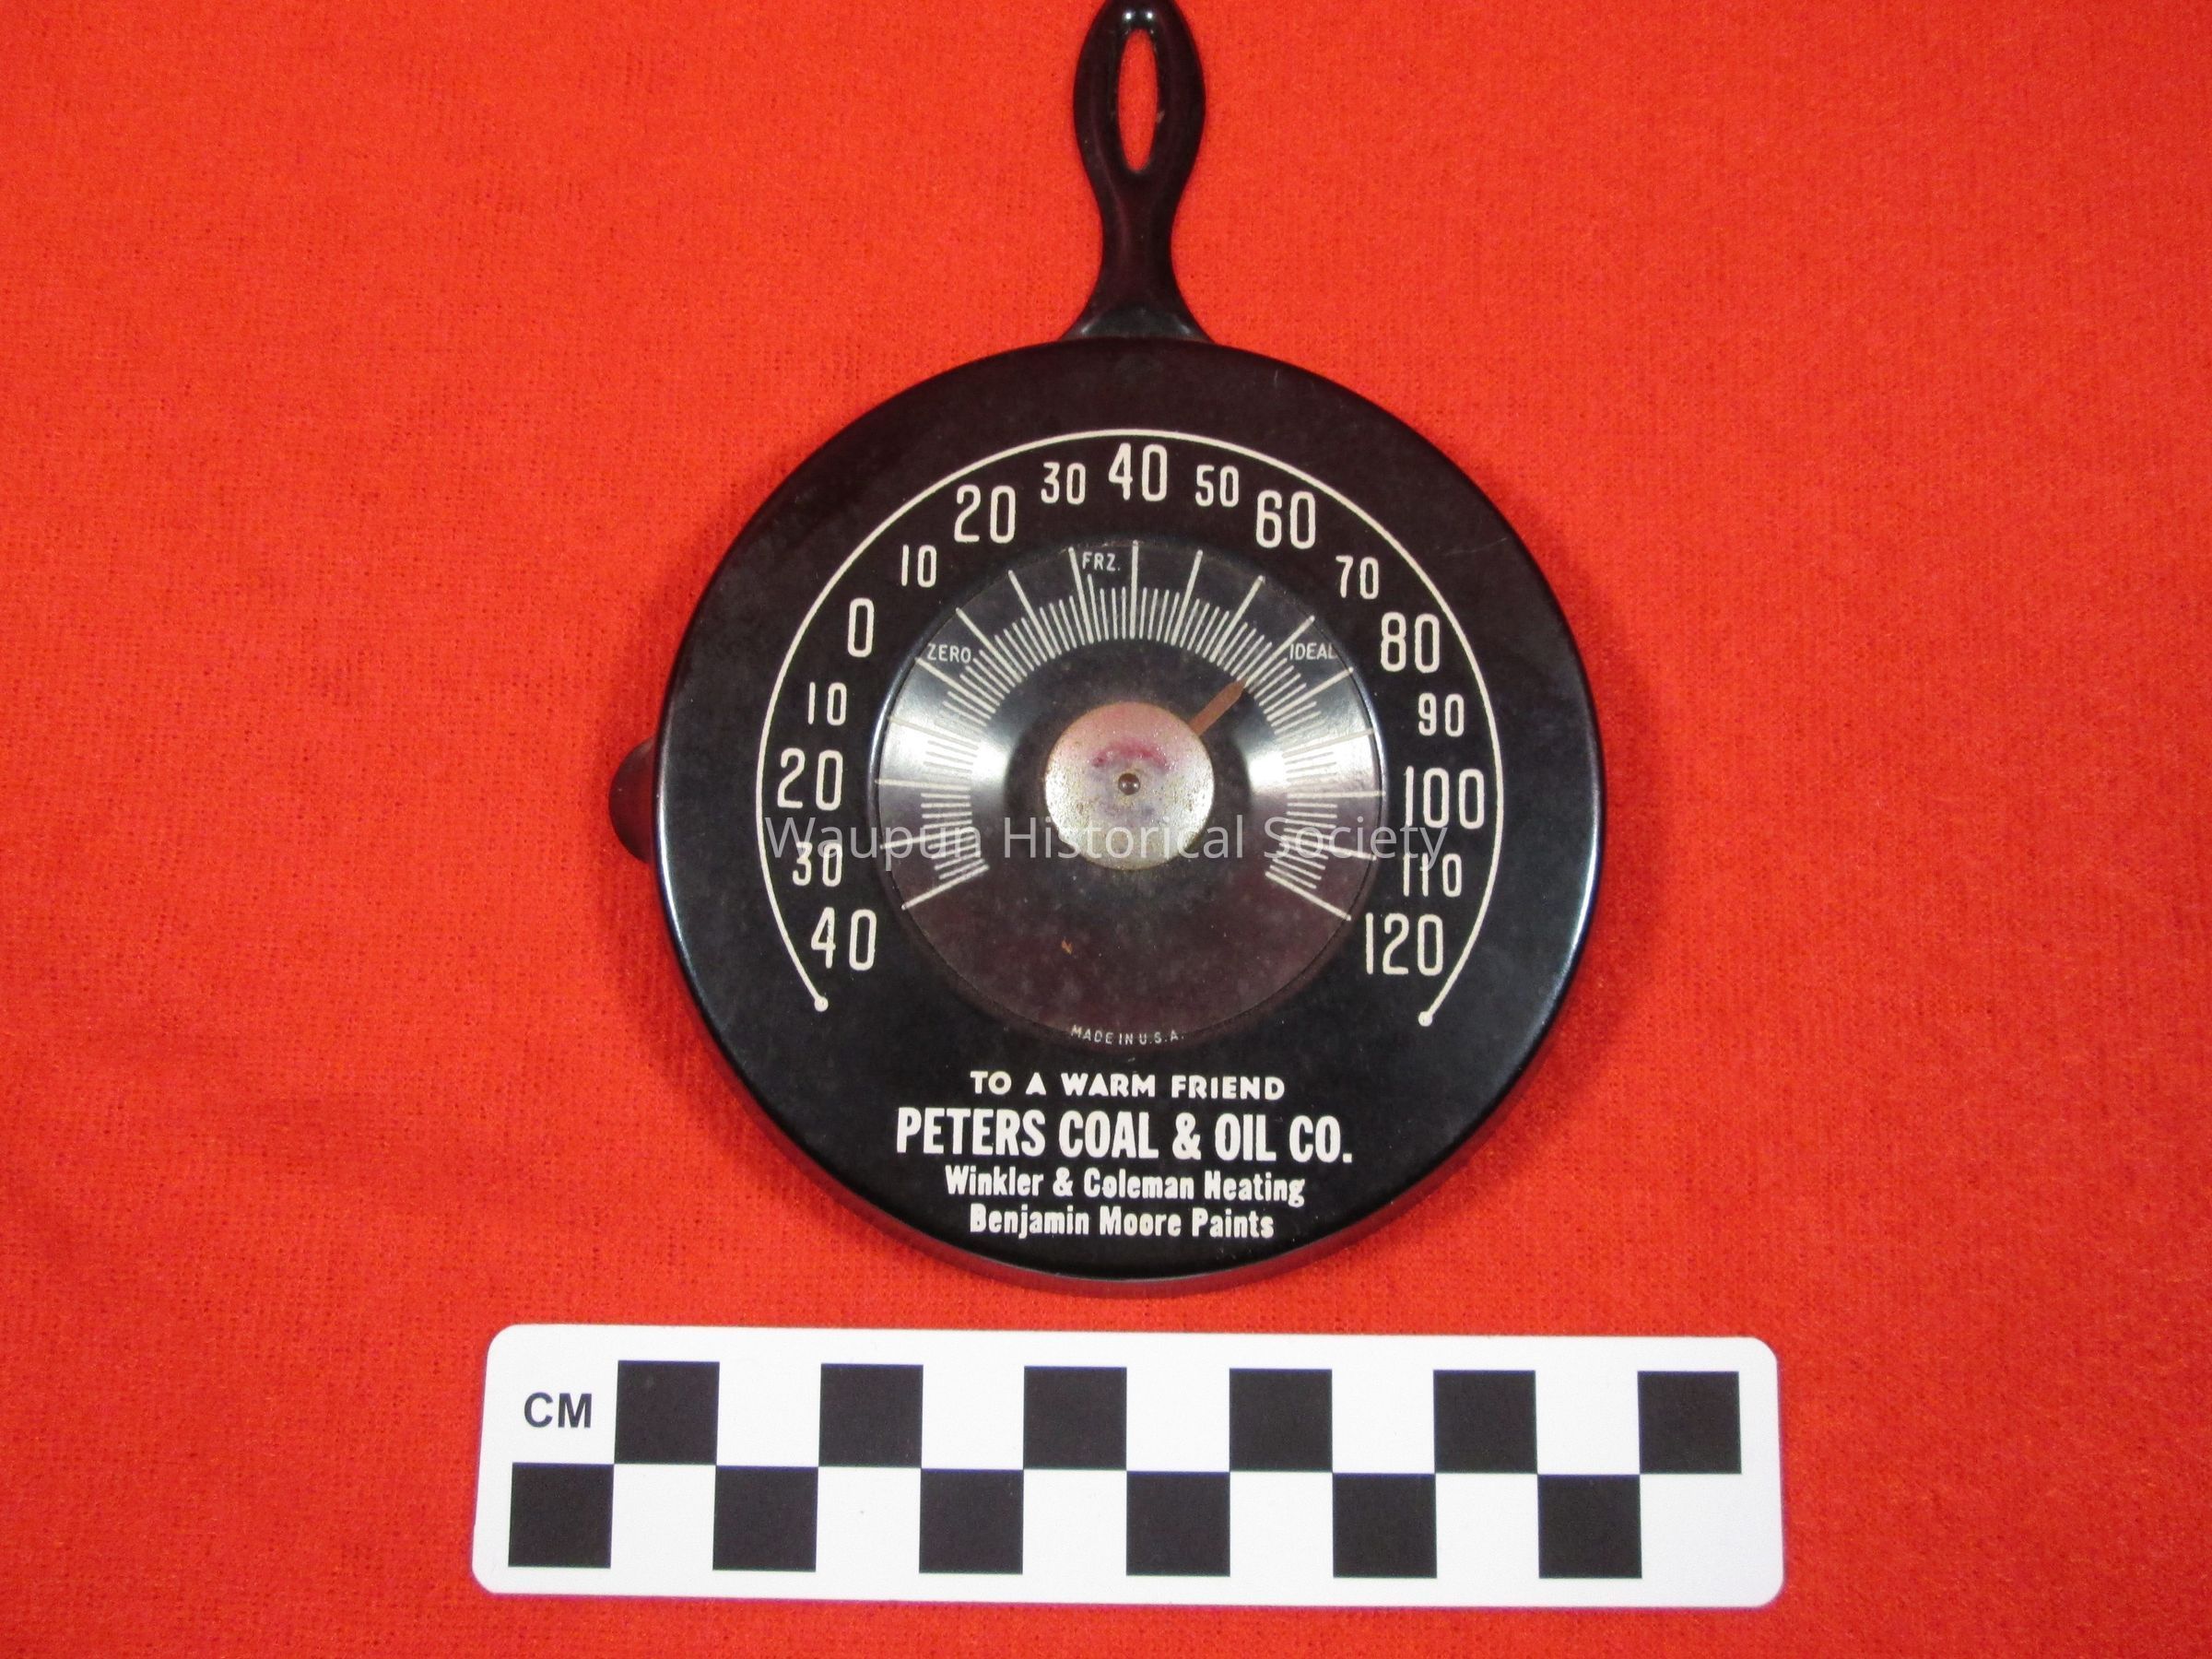 40 30 20 10 0 10 20 30 40 50 60 70 80 90 100 110 120
ZERO
FRZ.
IDEAL
Waupun Historical Society
MADE IN U.S.A.
TO A WARM FRIEND
PETERS COAL & OIL CO.
Winkler & Coleman Heating
Benjamin Moore Paints
CM